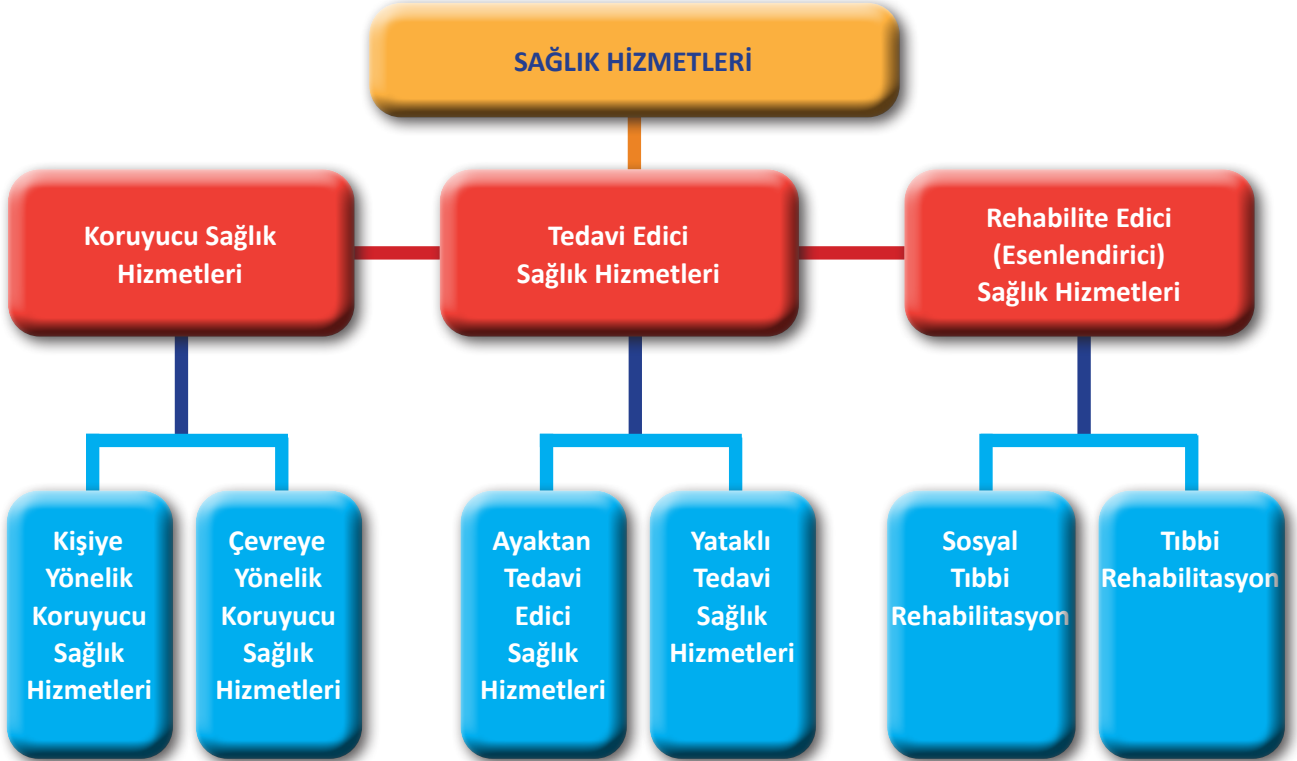 SAĞLIK HİZMETLERİ
Koruyucu Sağlık
Hizmetleri
Tedavi Edici
Sağlık Hizmetleri
Rehabilite Edici
(Esenlendirici)
Sağlık Hizmetleri
Kişiye
Yönelik
Koruyucu
Sağlık
Hizmetleri
Çevreye
Yönelik
Koruyucu
Sağlık
Hizmetleri
Ayaktan
Tedavi
Edici
Sağlık
Hizmetleri
Yataklı
Tedavi
Sağlık
Hizmetleri
Sosyal
Tıbbi
Rehabilitasyon
Tıbbi
Rehabilitasyon